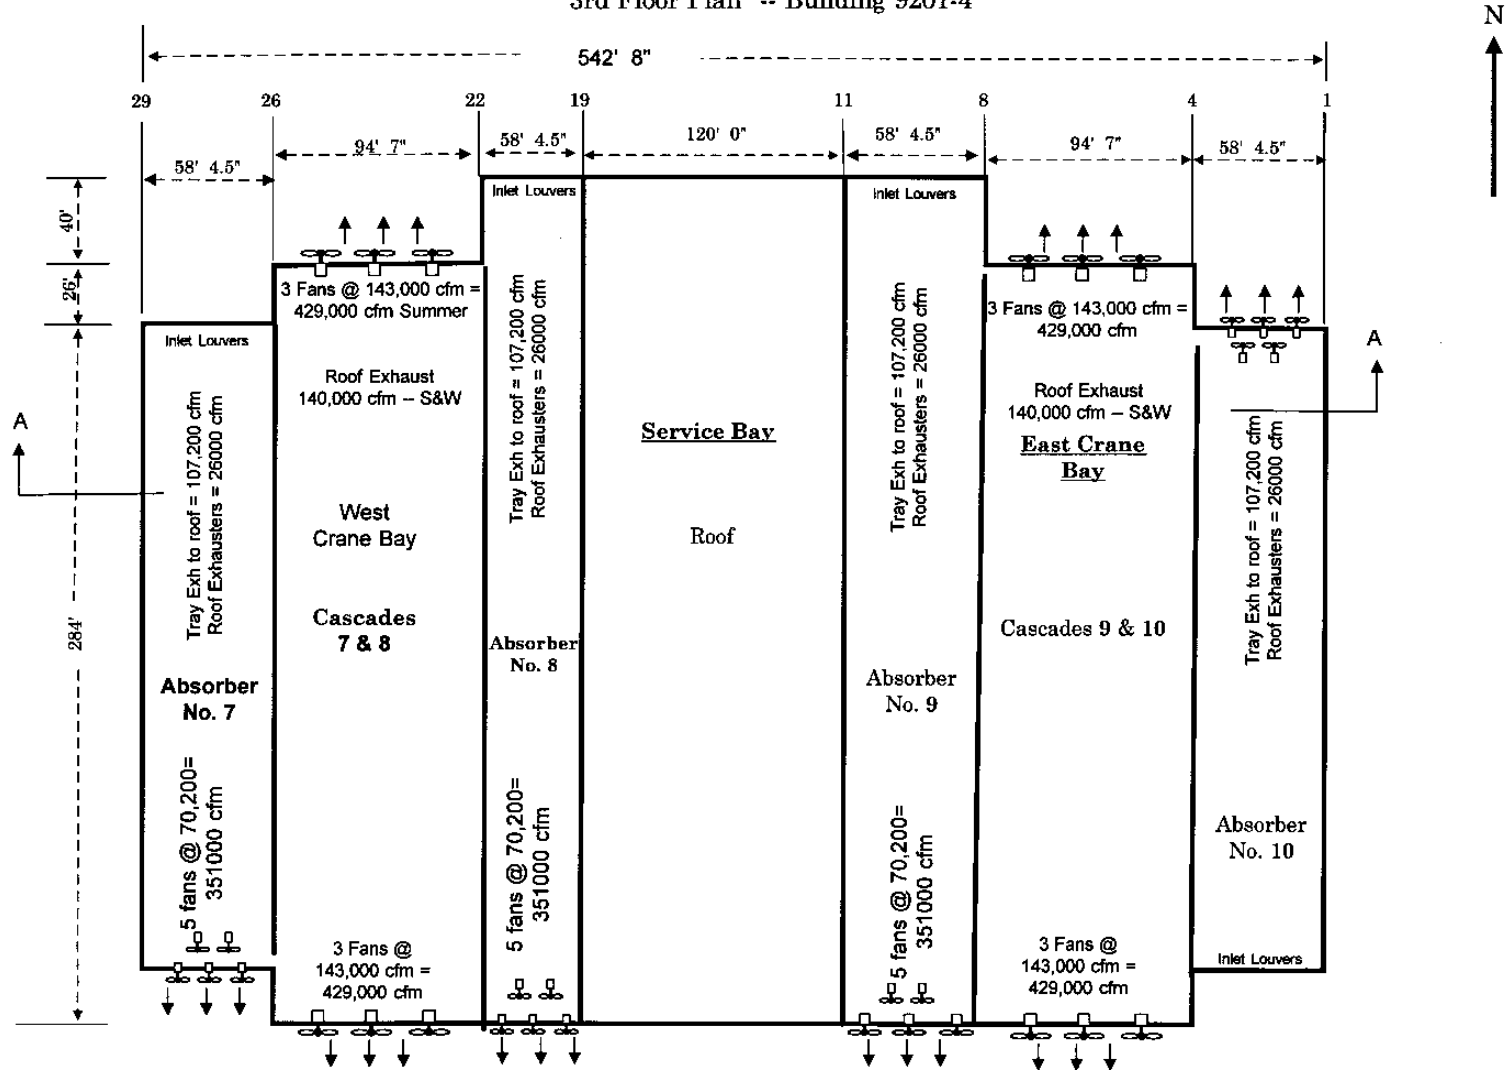 3rd Floor Plan -- Building 9201-4
N
542' 8"
29
26
22
19
11
8
4
1
58' 4.5"
94' 7"
58' 4.5"
120' 0"
58' 4.5"
94' 7"
58' 4.5"
40'
26'
284'
Inlet Louvers
Inlet Louvers
Inlet Louvers
3 Fans @ 143,000 cfm =
429,000 cfm Summer
3 Fans @ 143,000 cfm =
429,000 cfm
A
A
Roof Exhaust
140,000 cfm – S&W
Roof Exhaust
140,000 cfm – S&W
Tray Exh to roof = 107,200 cfm
Roof Exhausters = 26000 cfm
Tray Exh to roof = 107,200 cfm
Roof Exhausters = 26000 cfm
Tray Exh to roof = 107,200 cfm
Roof Exhausters = 26000 cfm
Tray Exh to roof = 107,200 cfm
Roof Exhausters = 26000 cfm
Service Bay
East Crane
Bay
West
Crane Bay
Roof
Cascades
7 & 8
Cascades 9 & 10
Absorber
No. 7
Absorber
No. 8
Absorber
No. 9
Absorber
No. 10
5 fans @ 70,200=
351000 cfm
5 fans @ 70,200=
351000 cfm
5 fans @ 70,200=
351000 cfm
3 Fans @
143,000 cfm =
429,000 cfm
3 Fans @
143,000 cfm =
429,000 cfm
Inlet Louvers